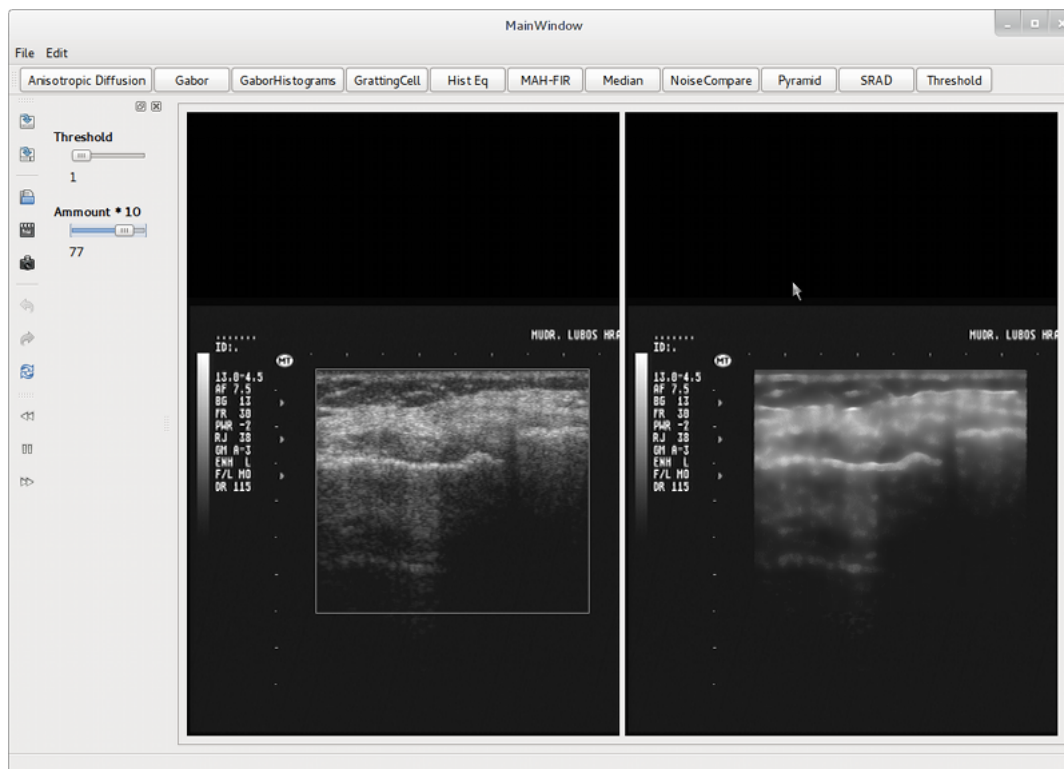 MainWindow
File Edit
Anisotropic Diffusion Gabor GaborHistograms GrattingCell Hist Eq MAH-FIR Median NoiseCompare Pyramid SRAD Threshold
Threshold
1
Ammount * 10
77
MUDR. LUBOS HRA
ID:.
MT
13.0-4.5
AF 7.5
BG 13
FR 30
PWR -2
RJ 38
GM A-3
ENH L
F/L MO
DR 115
MUDR. LUBOS HRA
ID:.
MT
13.0-4.5
AF 7.5
BG 13
FR 30
PWR -2
RJ 38
GM A-3
ENH L
F/L MO
DR 115